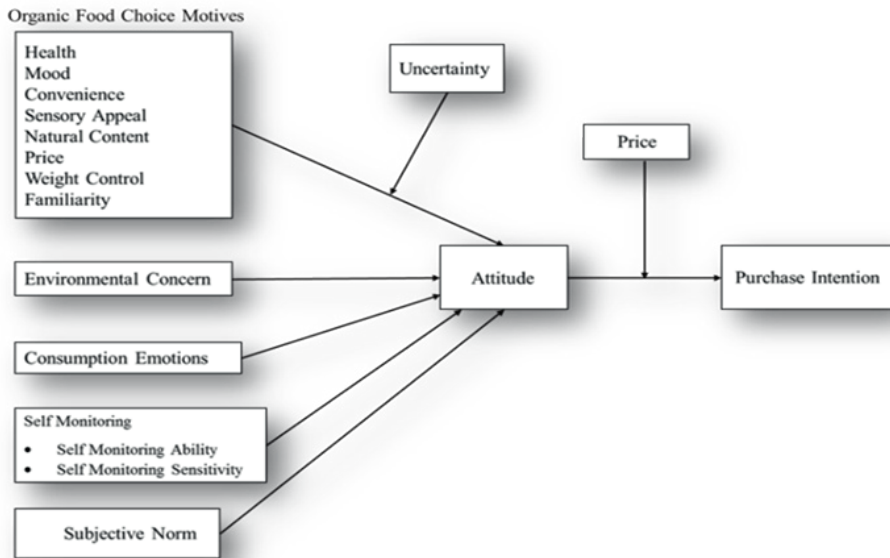 Organic Food Choice Motives
Health
Mood
Convenience
Sensory Appeal
Natural Content
Price
Weight Control
Familiarity
Uncertainty
Price
Environmental Concern
Attitude
Purchase Intention
Consumption Emotions
Self Monitoring
• Self Monitoring Ability
• Self Monitoring Sensitivity
Subjective Norm